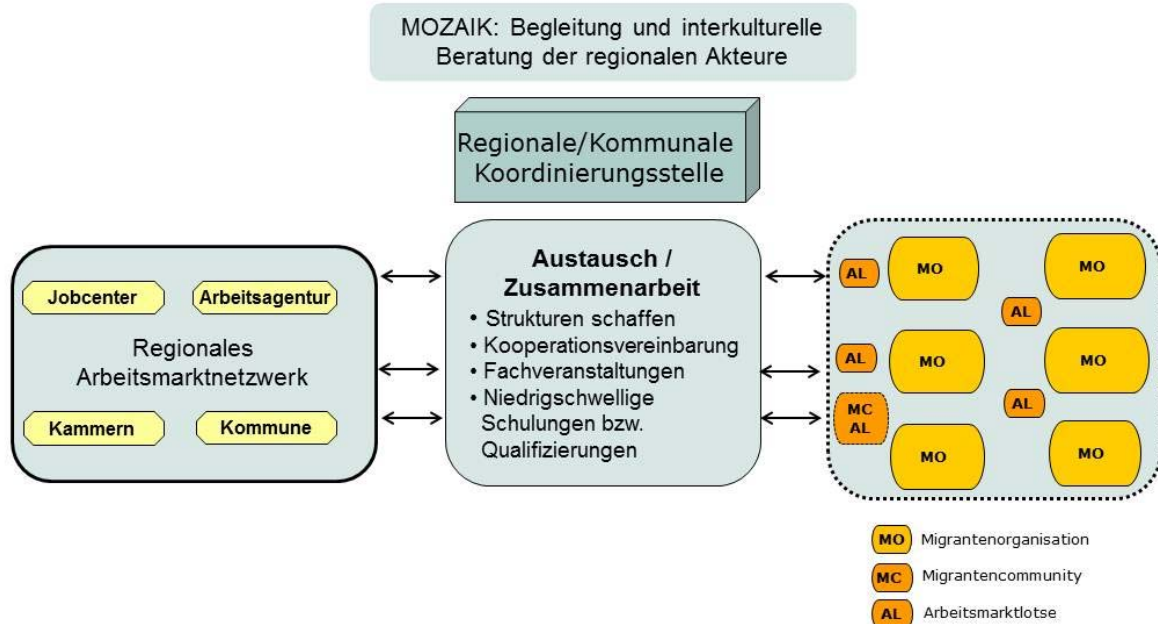 MOZAIK: Begleitung und interkulturelle
Beratung der regionalen Akteure
Regionale/Kommunale
Koordinierungsstelle
Jobcenter
Arbeitsagentur
Regionales
Arbeitsmarktnetzwerk
Kammern
Kommune
Austausch /
Zusammenarbeit
• Strukturen schaffen
• Kooperationsvereinbarung
• Fachveranstaltungen
• Niedrigschwellige
Schulungen bzw.
Qualifizierungen
AL
MO
MO
AL
AL
MO
MO
AL
MC
AL
MO
MO
MO Migrantenorganisation
MC Migrantencommunity
AL Arbeitsmarktlotse